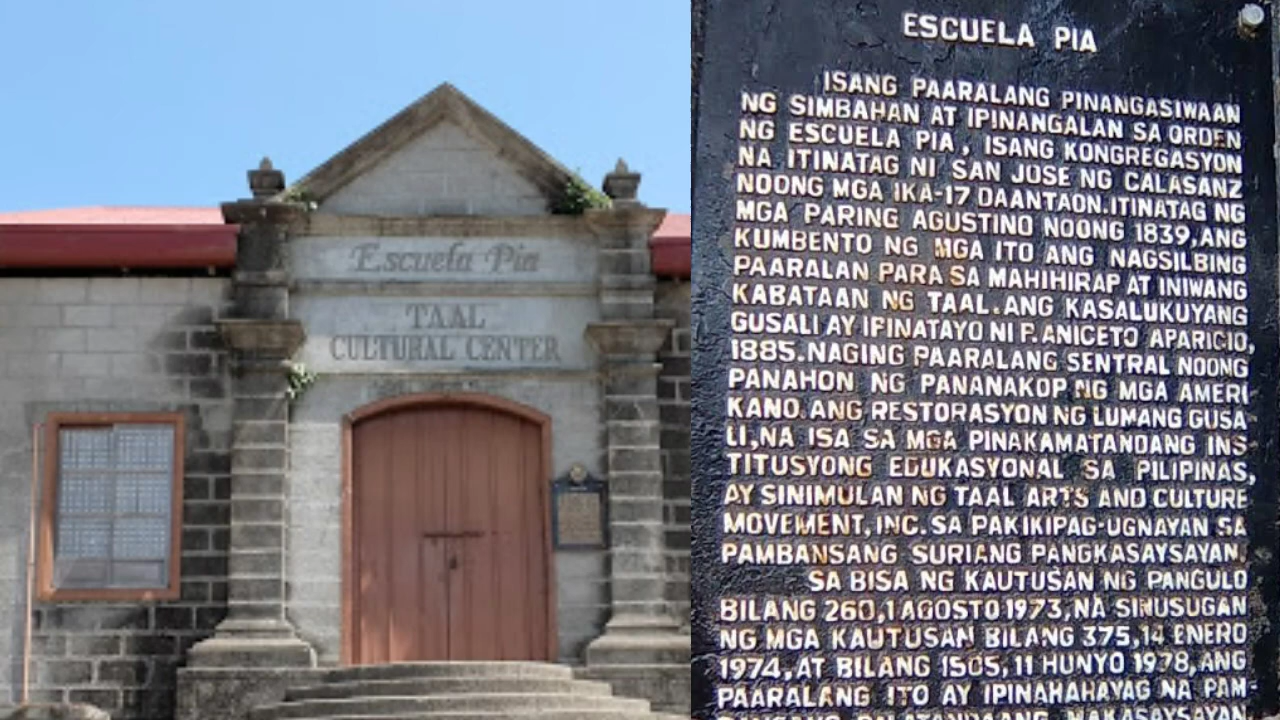 Escuela Pia
TAAL
CULTURAL CENTER
ESCUELA PIA
ISANG PAARALANG PINANGASIWAAN
NG SIMBAHAN AT IPINANGALAN SA ORDEN
NG ESCUELA PIA, ISANG KONGREGASYON
NA ITINATAG NI SAN JOSE NG CALASANZ
NOONG MGA IKA-17 DAANTAON.ITINATAG NG
MGA PARING AGUSTINO NOONG 1839,ANG
KUMBENTO NG MGA ITO ANG NAGSILBING
PAARALAN PARA SA MAHIHIRAP AT INIWANG
KABATAAN NG TAAL.ANG KASALUKUYANG
GUSALI AY IPINATAYO NI P.ANICETO APARICIO,
1885.NAGING PAARALANG SENTRAL NOONG
PANAHON NG PANANAKOP NG MGA AMERI
KANO.ANG RESTORASYON NG LUMANG GUSA-
LI,NA ISA SA MGA PINAKAMATANDANG INS-
TITUSYONG EDUKASYONAL SA PILIPINAS,
AY SINIMULAN NG TAAL ARTS AND CULTURE
MOVEMENT,INC. SA PAKIKIPAG-UGNAYAN SA
PAMBANSANG SURIANG PANGKASAYSAYAN.
SA BISA NG KAUTUSAN NG PANGULO
BILANG 260,1 AGOSTO 1973,NA SINUSUGAN
NG MGA KAUTUSAN BILANG 375,14 ENERO
1974,AT BILANG 1505,11 HUNYO 1978,ANG
PAARALANG ITO AY IPINAHAHAYAG NA PAM-